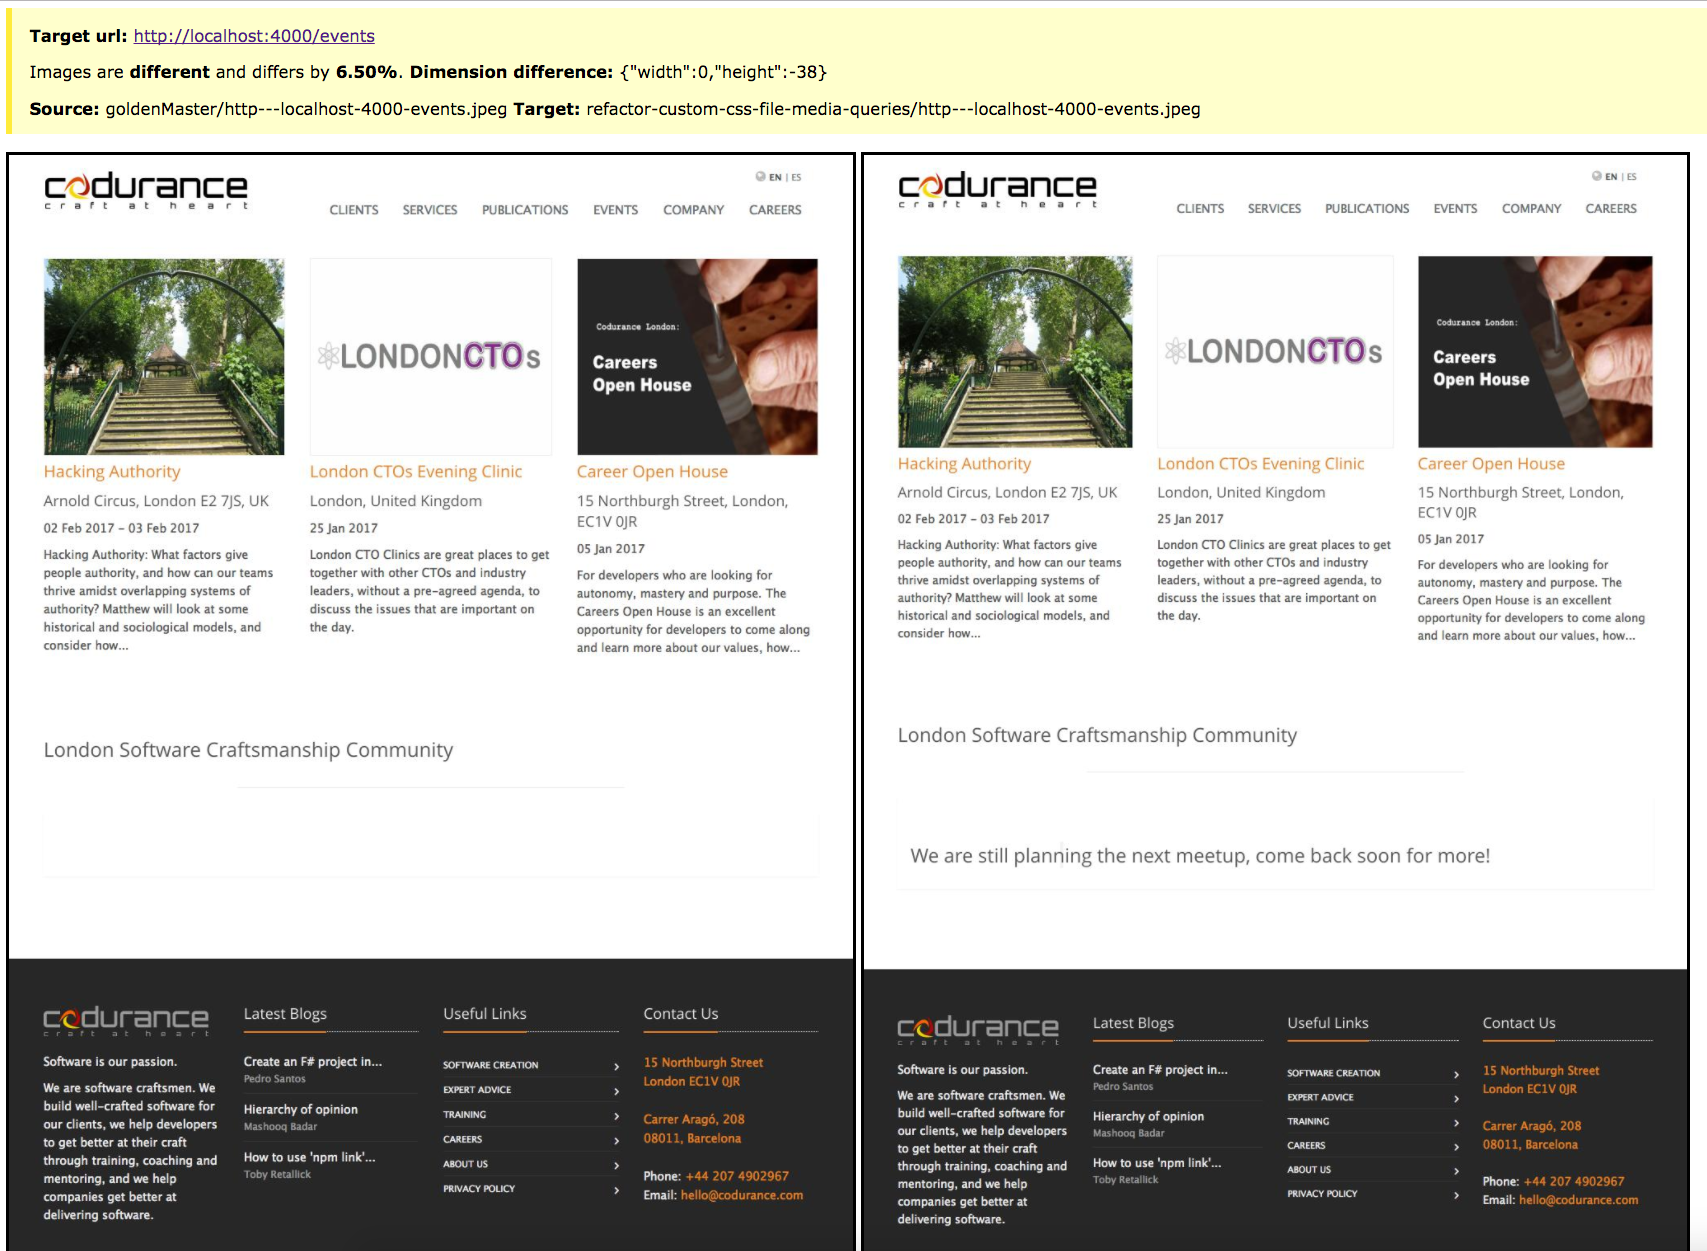 Target url: http://localhost:4000/events
Images are different and differs by 6.50%. Dimension difference: {"width":0,"height":-38}
Source: goldenMaster/http---localhost-4000-events.jpeg Target: refactor-custom-css-file-media-queries/http---localhost-4000-events.jpeg
codurance
craft at heart
EN | ES
CLIENTS SERVICES PUBLICATIONS EVENTS COMPANY CAREERS
LONDONCTOs
Codurance London:
Careers
Open House
Hacking Authority
Arnold Circus, London E2 7JS, UK
02 Feb 2017 - 03 Feb 2017
Hacking Authority: What factors give
people authority, and how can our teams
thrive amidst overlapping systems of
authority? Matthew will look at some
historical and sociological models, and
consider how...
London CTOs Evening Clinic
London, United Kingdom
25 Jan 2017
London CTO Clinics are great places to get
together with other CTOs and industry
leaders, without a pre-agreed agenda, to
discuss the issues that are important on
the day.
Career Open House
15 Northburgh Street, London,
EC1V 0JR
05 Jan 2017
For developers who are looking for
autonomy, mastery and purpose. The
Careers Open House is an excellent
opportunity for developers to come along
and learn more about our values, how...
London Software Craftsmanship Community
codurance
craft at heart
Software is our passion.
We are software craftsmen. We
build well-crafted software for
our clients, we help developers
to get better at their craft
through training, coaching and
mentoring, and we help
companies get better at
delivering software.
Latest Blogs
Create an F# project in...
Pedro Santos
Hierarchy of opinion
Mashooq Badar
How to use 'npm link'...
Toby Retallick
Useful Links
SOFTWARE CREATION
EXPERT ADVICE
TRAINING
CAREERS
ABOUT US
PRIVACY POLICY
Contact Us
15 Northburgh Street
London EC1V 0JR
Carrer Aragó, 208
08011, Barcelona
Phone: +44 207 4902967
Email: hello@codurance.com
codurance
craft at heart
EN | ES
CLIENTS SERVICES PUBLICATIONS EVENTS COMPANY CAREERS
LONDONCTOs
Codurance London:
Careers
Open House
Hacking Authority
Arnold Circus, London E2 7JS, UK
02 Feb 2017 - 03 Feb 2017
Hacking Authority: What factors give
people authority, and how can our teams
thrive amidst overlapping systems of
authority? Matthew will look at some
historical and sociological models, and
consider how...
London CTOs Evening Clinic
London, United Kingdom
25 Jan 2017
London CTO Clinics are great places to get
together with other CTOs and industry
leaders, without a pre-agreed agenda, to
discuss the issues that are important on
the day.
Career Open House
15 Northburgh Street, London,
EC1V 0JR
05 Jan 2017
For developers who are looking for
autonomy, mastery and purpose. The
Careers Open House is an excellent
opportunity for developers to come along
and learn more about our values, how...
London Software Craftsmanship Community
We are still planning the next meetup, come back soon for more!
codurance
craft at heart
Software is our passion.
We are software craftsmen. We
build well-crafted software for
our clients, we help developers
to get better at their craft
through training, coaching and
mentoring, and we help
companies get better at
delivering software.
Latest Blogs
Create an F# project in...
Pedro Santos
Hierarchy of opinion
Mashooq Badar
How to use 'npm link'...
Toby Retallick
Useful Links
SOFTWARE CREATION
EXPERT ADVICE
TRAINING
CAREERS
ABOUT US
PRIVACY POLICY
Contact Us
15 Northburgh Street
London EC1V 0JR
Carrer Aragó, 208
08011, Barcelona
Phone: +44 207 4902967
Email: hello@codurance.com